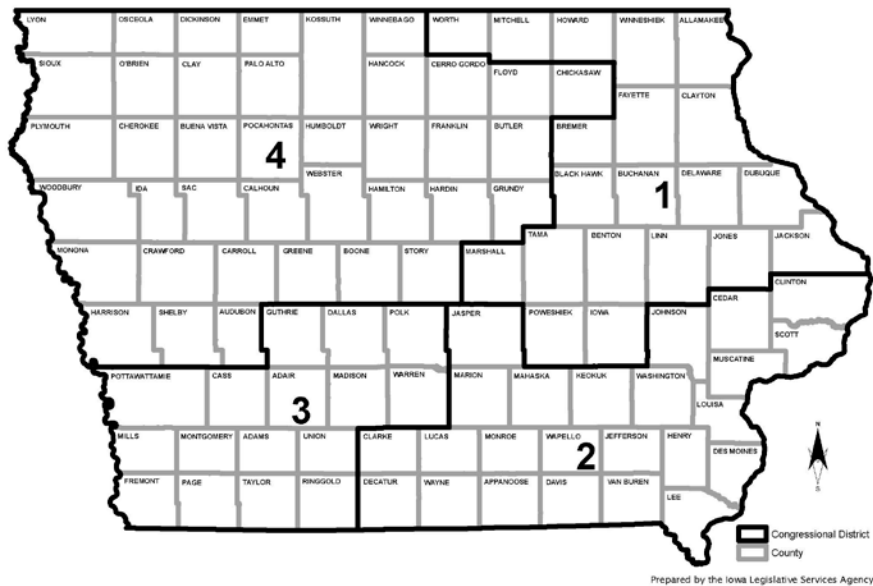 LYON OSCEOLA DICKINSON EMMET KOSSUTH WINNEBAGO WORTH MITCHELL HOWARD WINNESHIEK ALLAMAKEE
SIOUX O'BRIEN CLAY PALO ALTO HANCOCK CERRO GORDO FLOYD CHICKASAW
FAYETTE CLAYTON
PLYMOUTH CHEROKEE BUENA VISTA POCAHONTAS HUMBOLDT WRIGHT FRANKLIN BUTLER BREMER
4
WEBSTER BLACK HAWK BUCHANAN DELAWARE DUBUQUE
1
WOODBURY IDA SAC CALHOUN HAMILTON HARDIN GRUNDY
TAMA BENTON LINN JONES JACKSON
MONONA CRAWFORD CARROLL GREENE BOONE STORY MARSHALL
CLINTON
CEDAR
HARRISON SHELBY AUDUBON GUTHRIE DALLAS POLK JASPER POWESHIEK IOWA JOHNSON
SCOTT
MUSCATINE
POTTAWATTAMIE CASS ADAIR MADISON WARREN MARION MAHASKA KEOKUK WASHINGTON
LOUISA
3
MILLS MONTGOMERY ADAMS UNION CLARKE LUCAS MONROE WAPELLO JEFFERSON HENRY
DES MOINES
2
FREMONT PAGE TAYLOR RINGGOLD DECATUR WAYNE APPANOOSE DAVIS VAN BUREN
LEE
N
S
Congressional District
County
Prepared by the Iowa Legislative Services Agency